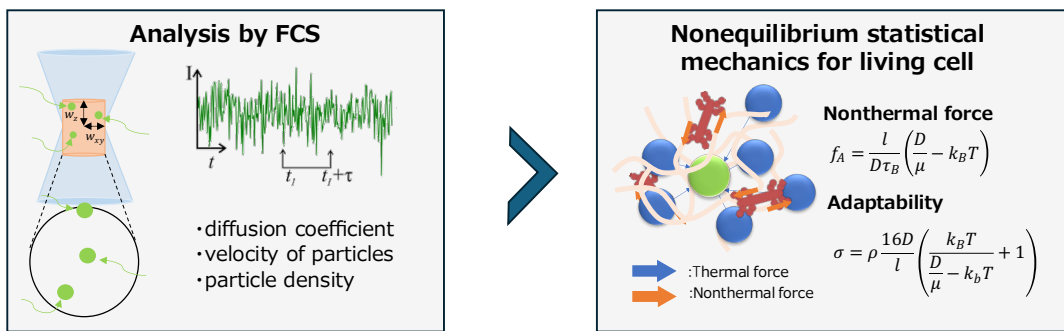 Analysis by FCS
w_z
w_xy
I
t
t_I
t_I+τ
・diffusion coefficient
・velocity of particles
・particle density
Nonequilibrium statistical
mechanics for living cell
Nonthermal force
f_A = l/(Dτ_B) (D/μ − k_BT)
Adaptability
σ = ρ 16D/l (k_BT/(D/μ − k_bT) + 1)
:Thermal force
:Nonthermal force